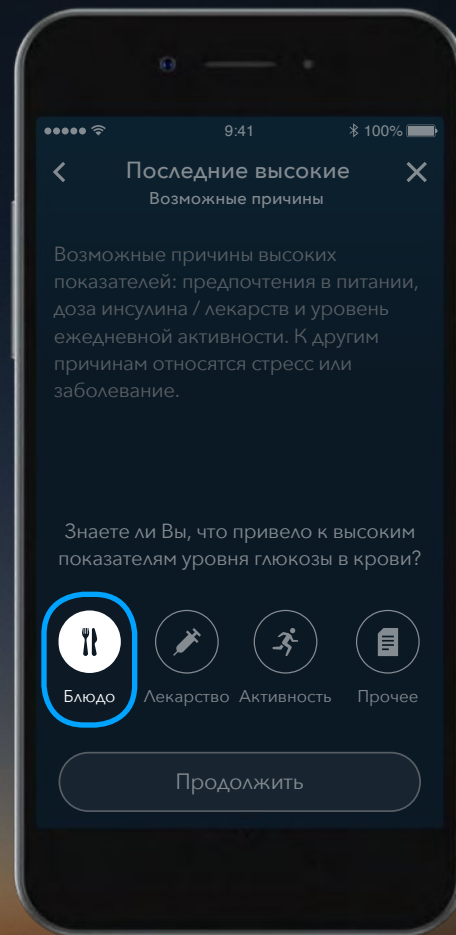 9:41
100%
Последние высокие
Возможные причины
Возможные причины высоких
показателей: предпочтения в питании,
доза инсулина / лекарств и уровень
ежедневной активности. К другим
причинам относятся стресс или
заболевание.
Знаете ли Вы, что привело к высоким
показателям уровня глюкозы в крови?
Блюдо Лекарство Активность Прочее
Продолжить